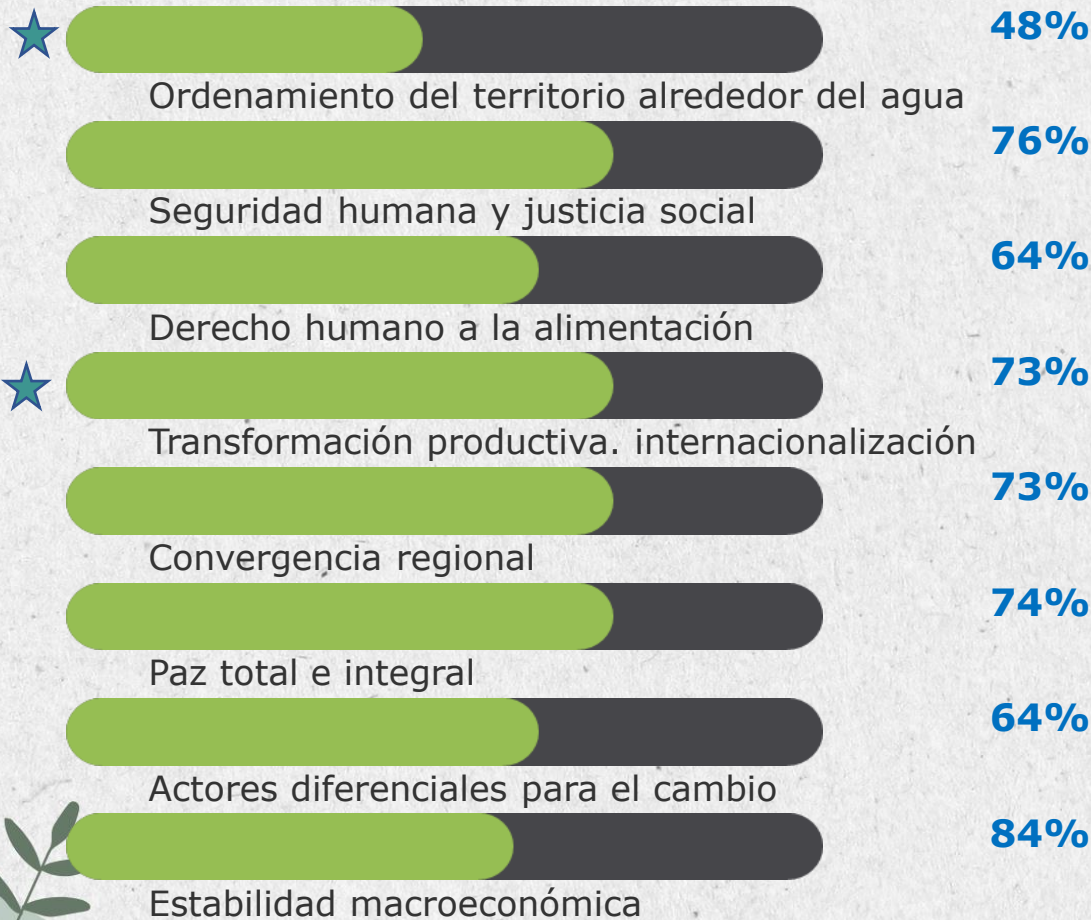 48%
Ordenamiento del territorio alrededor del agua
76%
Seguridad humana y justicia social
64%
Derecho humano a la alimentación
73%
Transformación productiva. internacionalización
73%
Convergencia regional
74%
Paz total e integral
64%
Actores diferenciales para el cambio
84%
Estabilidad macroeconómica